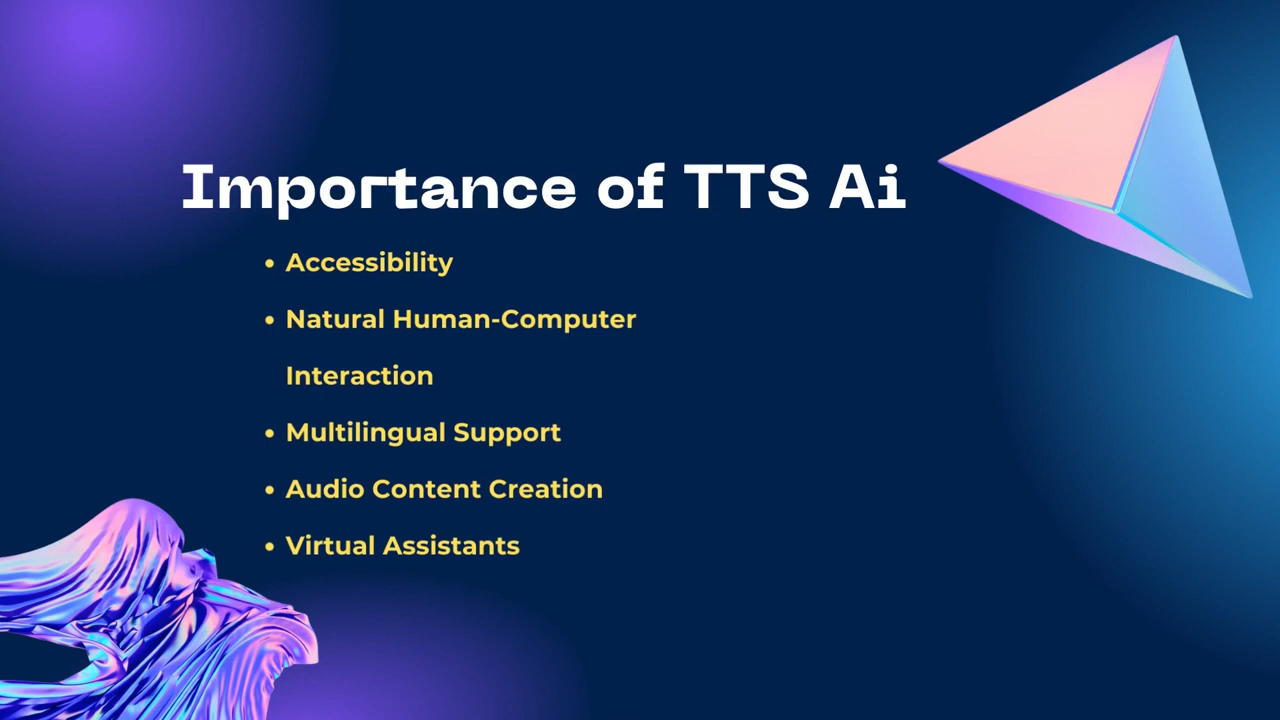 Importance of TTS Ai
• Accessibility
• Natural Human-Computer
Interaction
• Multilingual Support
• Audio Content Creation
• Virtual Assistants